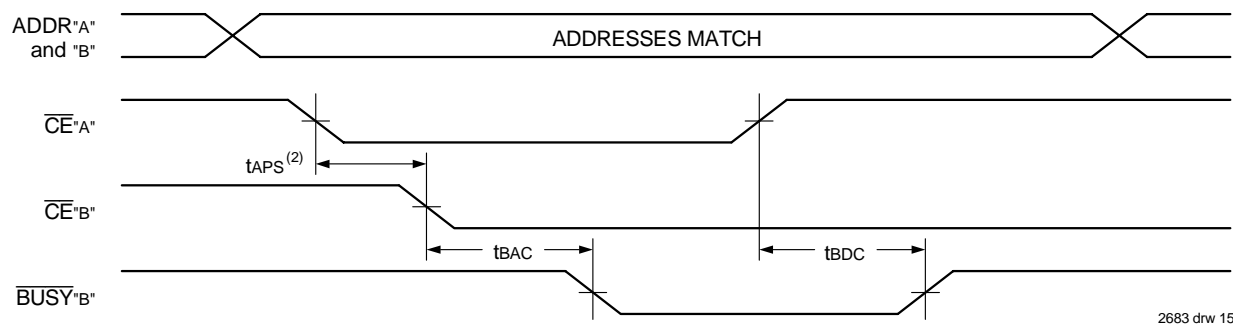 ADDR"A"
and "B"
ADDRESSES MATCH
CE"A"
tAPS(2)
CE"B"
tBAC
tBDC
BUSY"B"
2683 drw 15